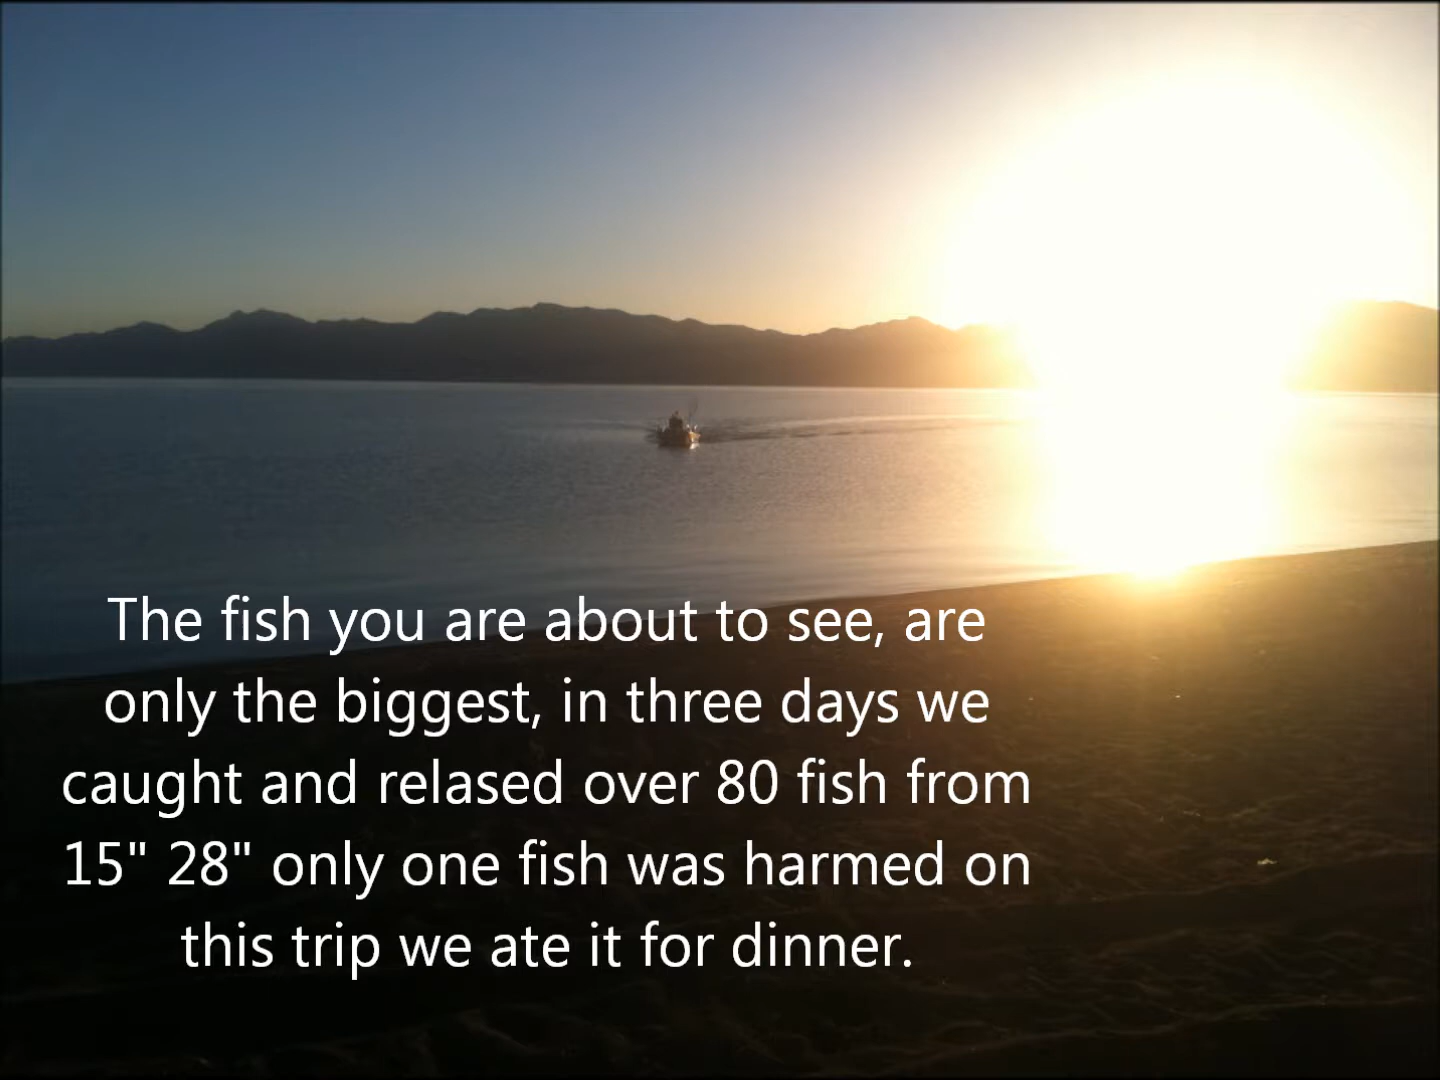 The fish you are about to see, are
only the biggest, in three days we
caught and relased over 80 fish from
15" 28" only one fish was harmed on
this trip we ate it for dinner.